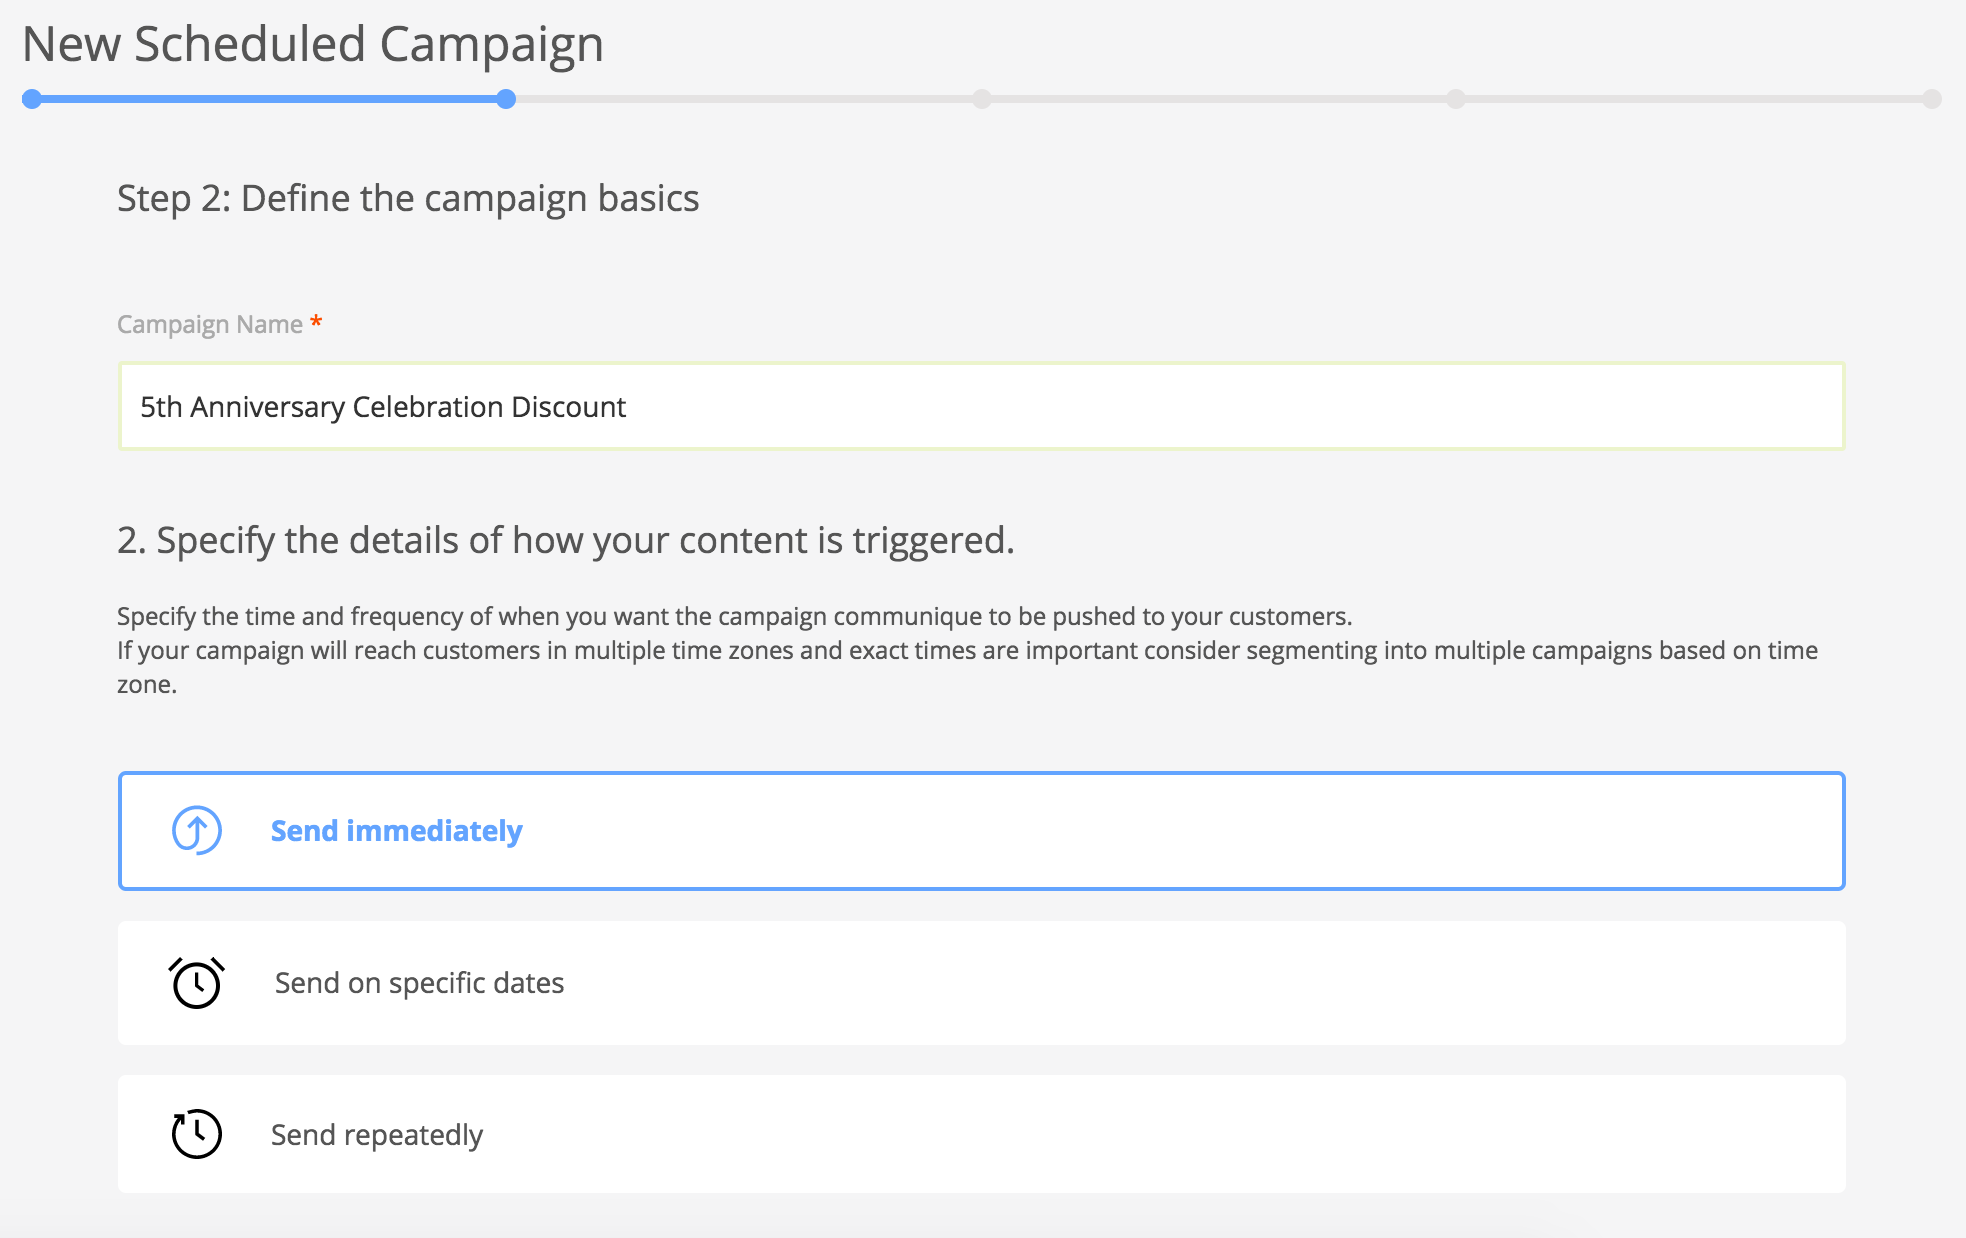 New Scheduled Campaign
Step 2: Define the campaign basics
Campaign Name *
5th Anniversary Celebration Discount
2. Specify the details of how your content is triggered.
Specify the time and frequency of when you want the campaign communique to be pushed to your customers.
If your campaign will reach customers in multiple time zones and exact times are important consider segmenting into multiple campaigns based on time
zone.
Send immediately
Send on specific dates
Send repeatedly